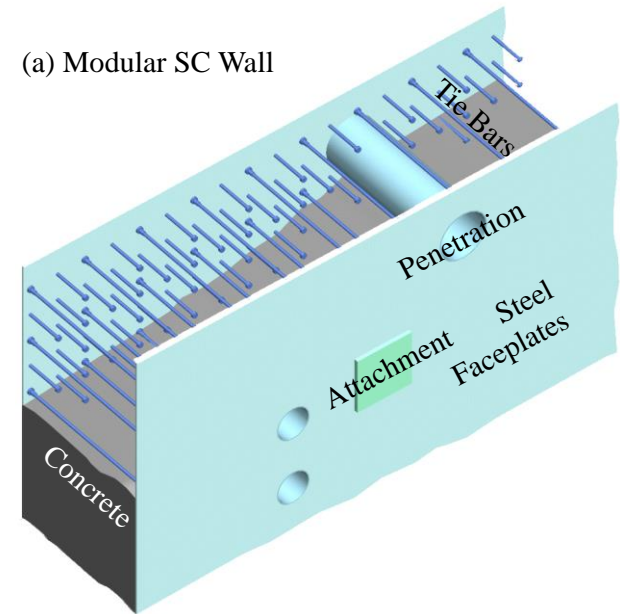 (a) Modular SC Wall
Tie Bars
Penetration
Steel
Faceplates
Attachment
Concrete